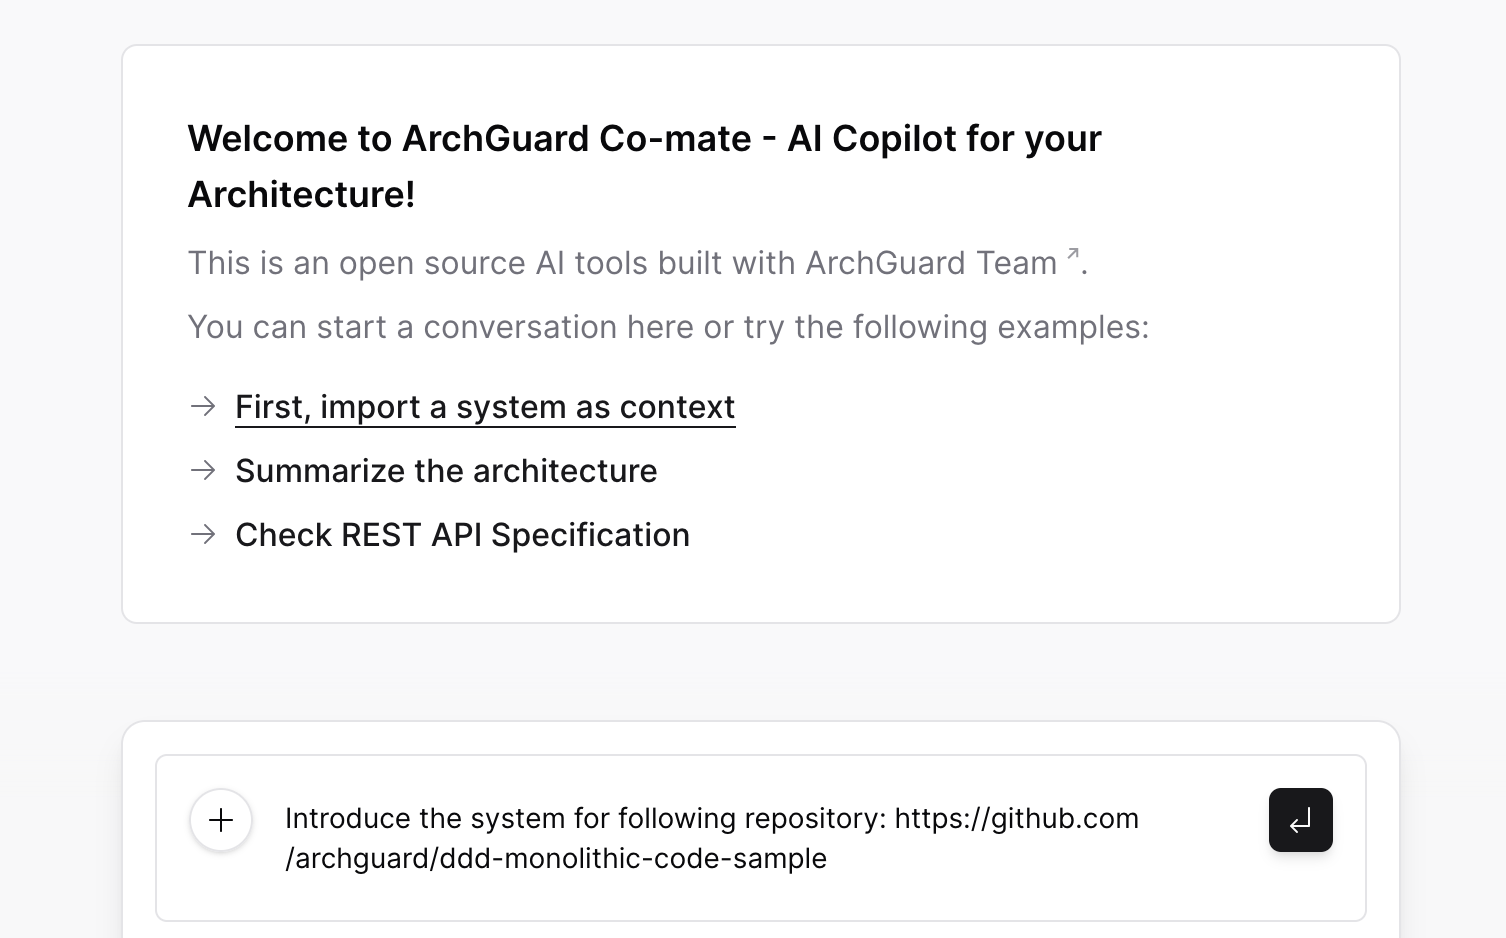 Welcome to ArchGuard Co-mate - AI Copilot for your
Architecture!
This is an open source AI tools built with ArchGuard Team ↗.
You can start a conversation here or try the following examples:
→ First, import a system as context
→ Summarize the architecture
→ Check REST API Specification
Introduce the system for following repository: https://github.com
/archguard/ddd-monolithic-code-sample